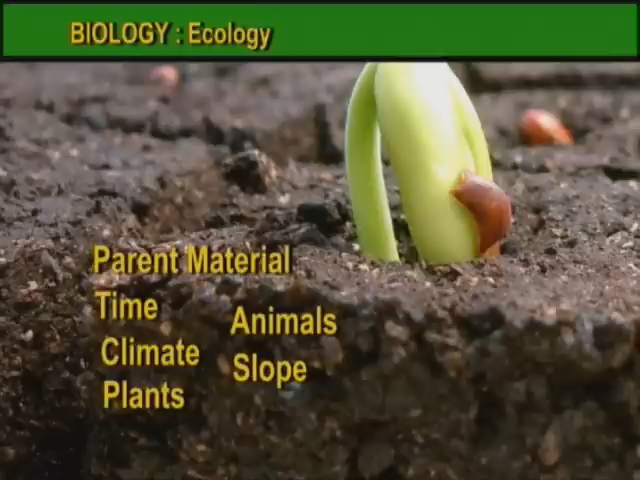 BIOLOGY : Ecology
Parent Material
Time
Animals
Climate
Slope
Plants